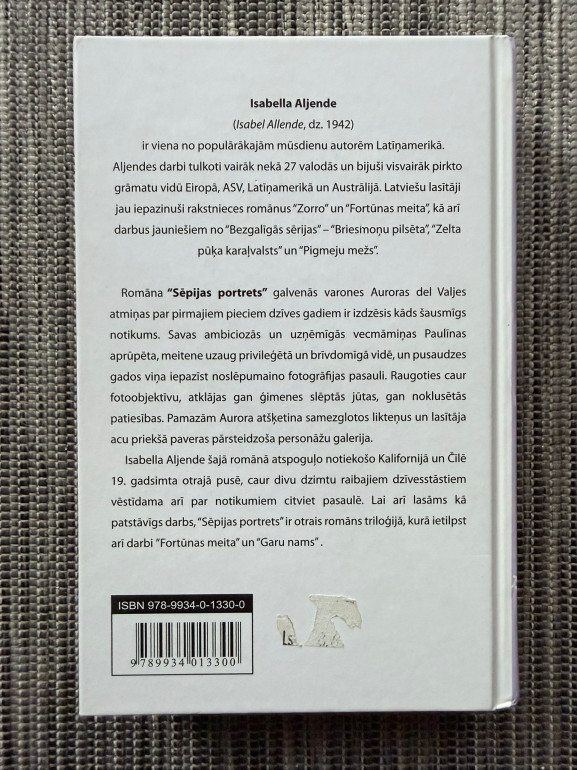 Isabella Aljende
(Isabel Allende, dz. 1942)
ir viena no populārākajām mūsdienu autorēm Latīņamerikā.
Aljendes darbi tulkoti vairāk nekā 27 valodās un bijuši visvairāk pirkto
grāmatu vidū Eiropā, ASV, Latīņamerikā un Austrālijā. Latviešu lasītāji
jau iepazinuši rakstnieces romānus “Zorro” un “Fortūnas meita”, kā arī
darbus jauniešiem no “Bezgalīgās sērijas” – “Briesmoņu pilsēta”, “Zelta
pūķa karaļvalsts” un “Pigmeju mežs”.
Romāna “Sēpijas portrets” galvenās varones Auroras del Valjes
atmiņas par pirmajiem pieciem dzīves gadiem ir izdzēsis kāds šausmīgs
notikums. Savas ambiciozās un uzņēmīgās vecmāmiņas Paulīnas
aprūpēta, meitene uzaug privileģētā un brīvdomīgā vidē, un pusaudzes
gados viņa iepazīst noslēpumaino fotogrāfijas pasauli. Raugoties caur
fotoobjektīvu, atklājas gan ģimenes slēptās jūtas, gan noklusētās
patiesības. Pamazām Aurora atšķetina samezglotos likteņus un lasītāja
acu priekšā paveras pārsteidzoša personāžu galerija.
Isabella Aljende šajā romānā atspoguļo notiekošo Kalifornijā un Čīlē
19. gadsimta otrajā pusē, caur divu dzimtu raibajiem dzīvesstāstiem
vēstīdama arī par notikumiem citviet pasaulē. Lai arī lasāms kā
patstāvīgs darbs, “Sēpijas portrets” ir otrais romāns triloģijā, kurā ietilpst
arī darbi “Fortūnas meita” un “Garu nams” .
ISBN 978-9934-0-1330-0
9 789934 013300
Ls